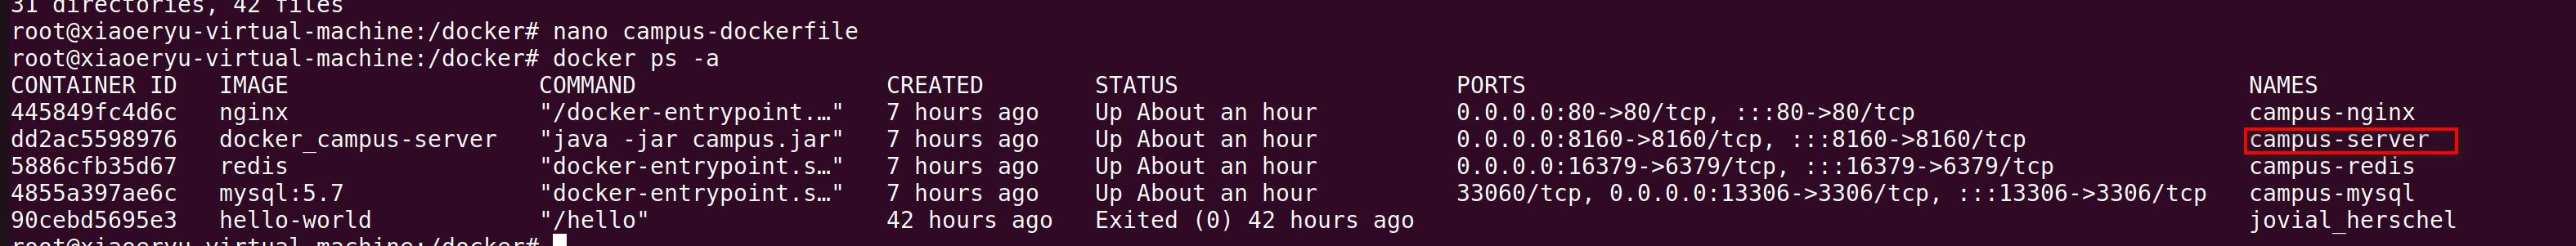 31 directories, 42 files
root@xiaoeryu-virtual-machine:/docker# nano campus-dockerfile
root@xiaoeryu-virtual-machine:/docker# docker ps -a
CONTAINER ID   IMAGE                  COMMAND                  CREATED        STATUS                    PORTS                                                    NAMES
445849fc4d6c   nginx                  "/docker-entrypoint.…"   7 hours ago    Up About an hour          0.0.0.0:80->80/tcp, :::80->80/tcp                        campus-nginx
dd2ac5598976   docker_campus-server   "java -jar campus.jar"   7 hours ago    Up About an hour          0.0.0.0:8160->8160/tcp, :::8160->8160/tcp                campus-server
5886cfb35d67   redis                  "docker-entrypoint.s…"   7 hours ago    Up About an hour          0.0.0.0:16379->6379/tcp, :::16379->6379/tcp              campus-redis
4855a397ae6c   mysql:5.7              "docker-entrypoint.s…"   7 hours ago    Up About an hour          33060/tcp, 0.0.0.0:13306->3306/tcp, :::13306->3306/tcp   campus-mysql
90cebd5695e3   hello-world            "/hello"                 42 hours ago   Exited (0) 42 hours ago                                                            jovial_herschel
root@xiaoeryu-virtual-machine:/docker#